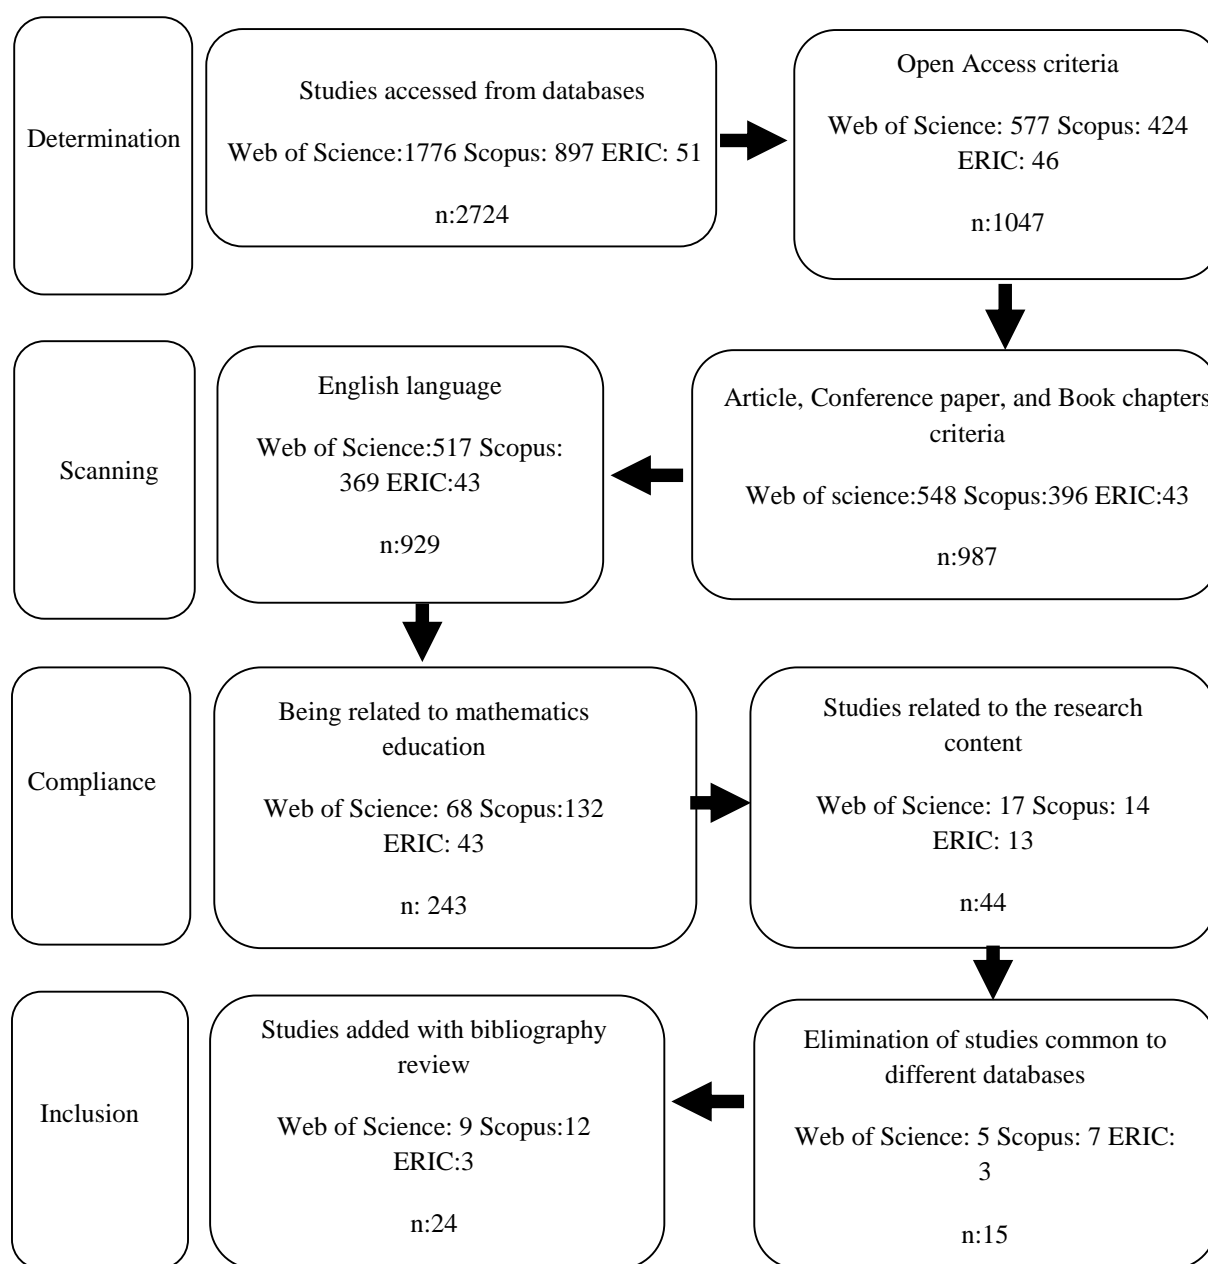 Determination
Studies accessed from databases
Web of Science:1776 Scopus: 897 ERIC: 51
n:2724
Open Access criteria
Web of Science: 577 Scopus: 424
ERIC: 46
n:1047
Scanning
English language
Web of Science:517 Scopus:
369 ERIC:43
n:929
Article, Conference paper, and Book chapters
criteria
Web of science:548 Scopus:396 ERIC:43
n:987
Compliance
Being related to mathematics
education
Web of Science: 68 Scopus:132
ERIC: 43
n: 243
Studies related to the research
content
Web of Science: 17 Scopus: 14
ERIC: 13
n:44
Inclusion
Studies added with bibliography
review
Web of Science: 9 Scopus:12
ERIC:3
n:24
Elimination of studies common to
different databases
Web of Science: 5 Scopus: 7 ERIC:
3
n:15